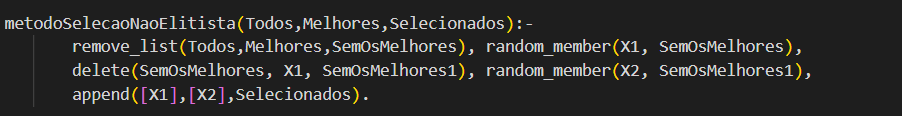 metodoSelecaoNaoElitista(Todos,Melhores,Selecionados):-
remove_list(Todos,Melhores,SemOsMelhores), random_member(X1, SemOsMelhores),
delete(SemOsMelhores, X1, SemOsMelhores1), random_member(X2, SemOsMelhores1),
append([X1],[X2],Selecionados).